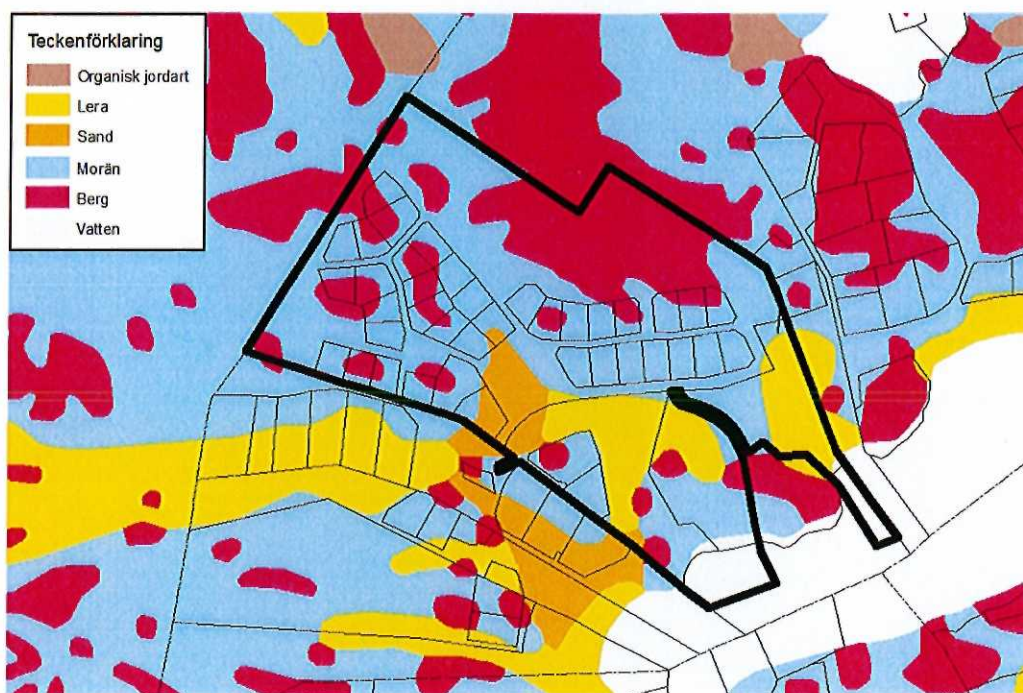 Teckenförklaring
Organisk jordart
Lera
Sand
Morän
Berg
Vatten